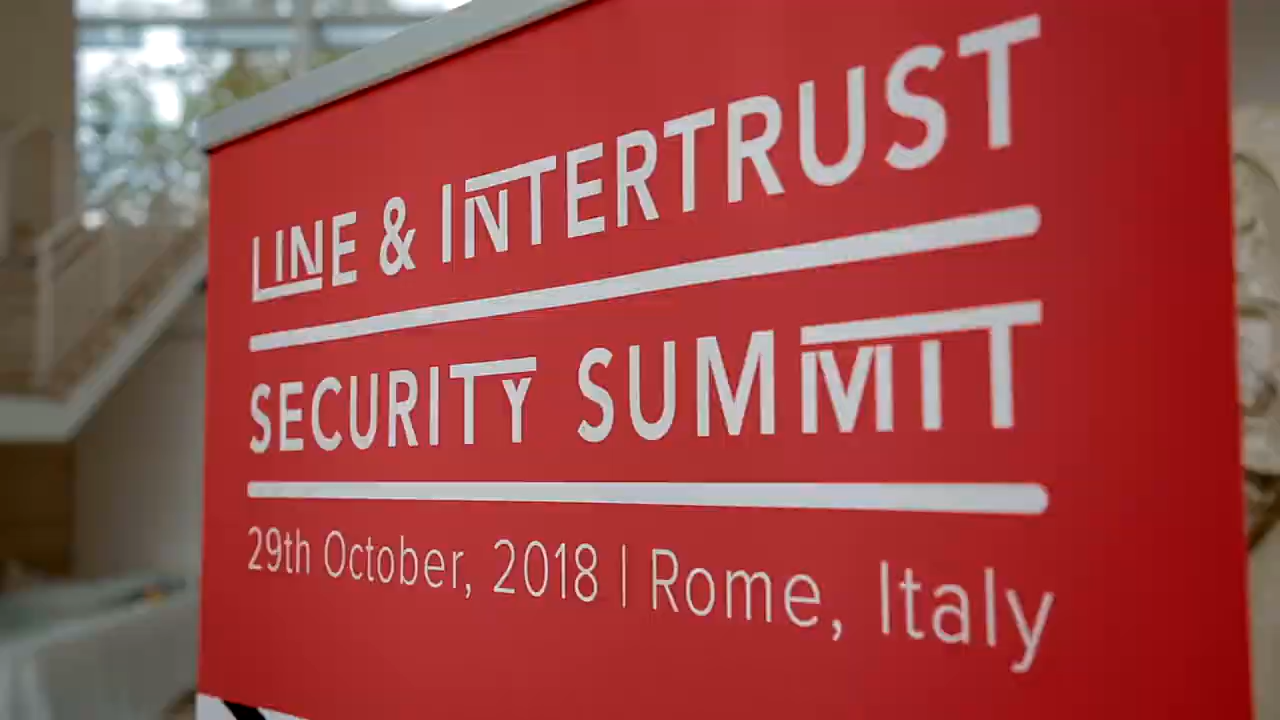 LINE & INTERTRUST
SECURITY SUMMIT
29th October, 2018 | Rome, Italy